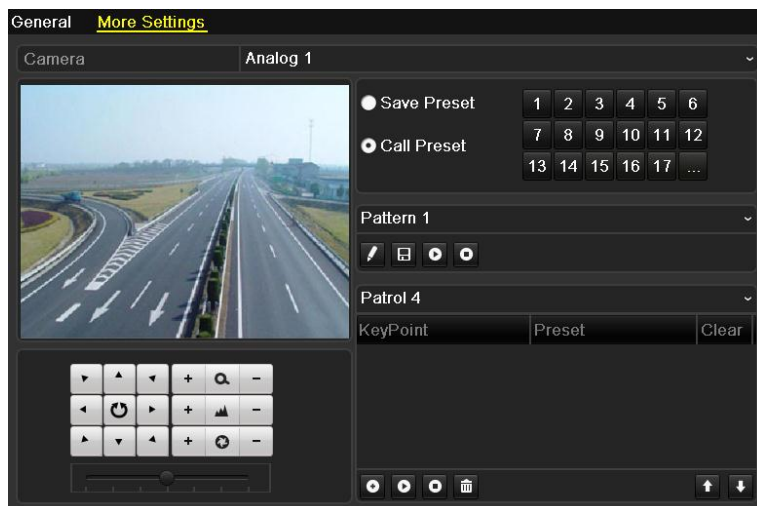 General More Settings
Camera Analog 1
Save Preset
Call Preset
1 2 3 4 5 6
7 8 9 10 11 12
13 14 15 16 17 ...
Pattern 1
Patrol 4
KeyPoint Preset Clear